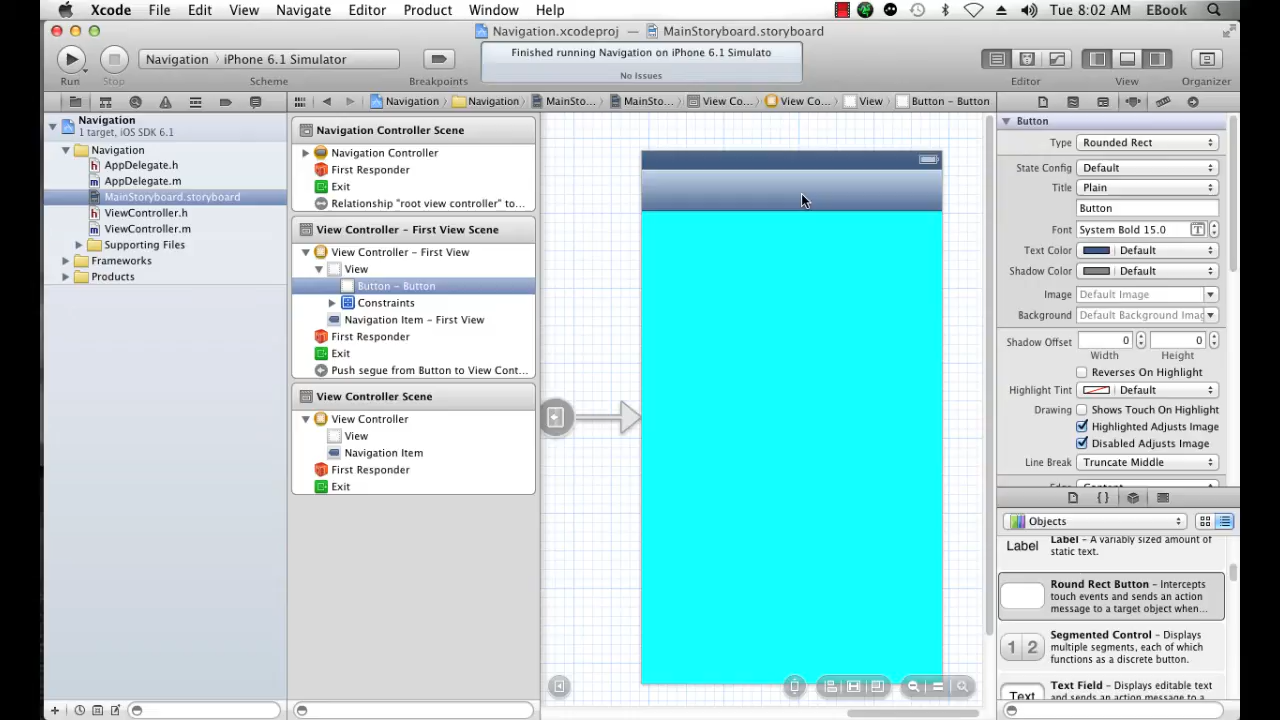 Xcode File Edit View Navigate Editor Product Window Help Tue 8:02 AM EBook
Navigation.xcodeproj — MainStoryboard.storyboard
Navigation 〉 iPhone 6.1 Simulator
Finished running Navigation on iPhone 6.1 Simulato
No Issues
Run Stop Scheme Breakpoints Editor View Organizer
Navigation Navigation MainSto... MainSto... View Co... View Co... View Button – Button
Navigation
1 target, iOS SDK 6.1
Navigation
h AppDelegate.h
m AppDelegate.m
MainStoryboard.storyboard
h ViewController.h
m ViewController.m
Supporting Files
Frameworks
Products
Navigation Controller Scene
Navigation Controller
First Responder
Exit
Relationship "root view controller" to...
View Controller – First View Scene
View Controller – First View
View
Button – Button
Constraints
Navigation Item – First View
First Responder
Exit
Push segue from Button to View Cont...
View Controller Scene
View Controller
View
Navigation Item
First Responder
Exit
Button
Type Rounded Rect
State Config Default
Title Plain
Button
Font System Bold 15.0 T
Text Color Default
Shadow Color Default
Image Default Image
Background Default Background Imag
Shadow Offset 0 0
Width Height
Reverses On Highlight
Highlight Tint Default
Drawing Shows Touch On Highlight
Highlighted Adjusts Image
Disabled Adjusts Image
Line Break Truncate Middle
{ }
Objects
Label Label – A variably sized amount of
static text.
Round Rect Button – Intercepts
touch events and sends an action
message to a target object when...
1 2 Segmented Control – Displays
multiple segments, each of which
functions as a discrete button.
Text Text Field – Displays editable text
and sends an action message to a